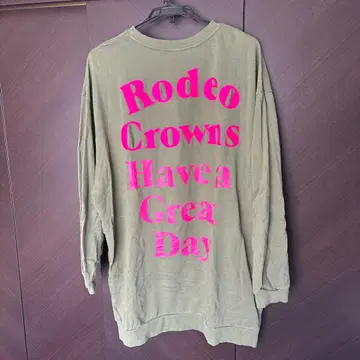 Rodeo
Crowns
Have a
Grea
Day